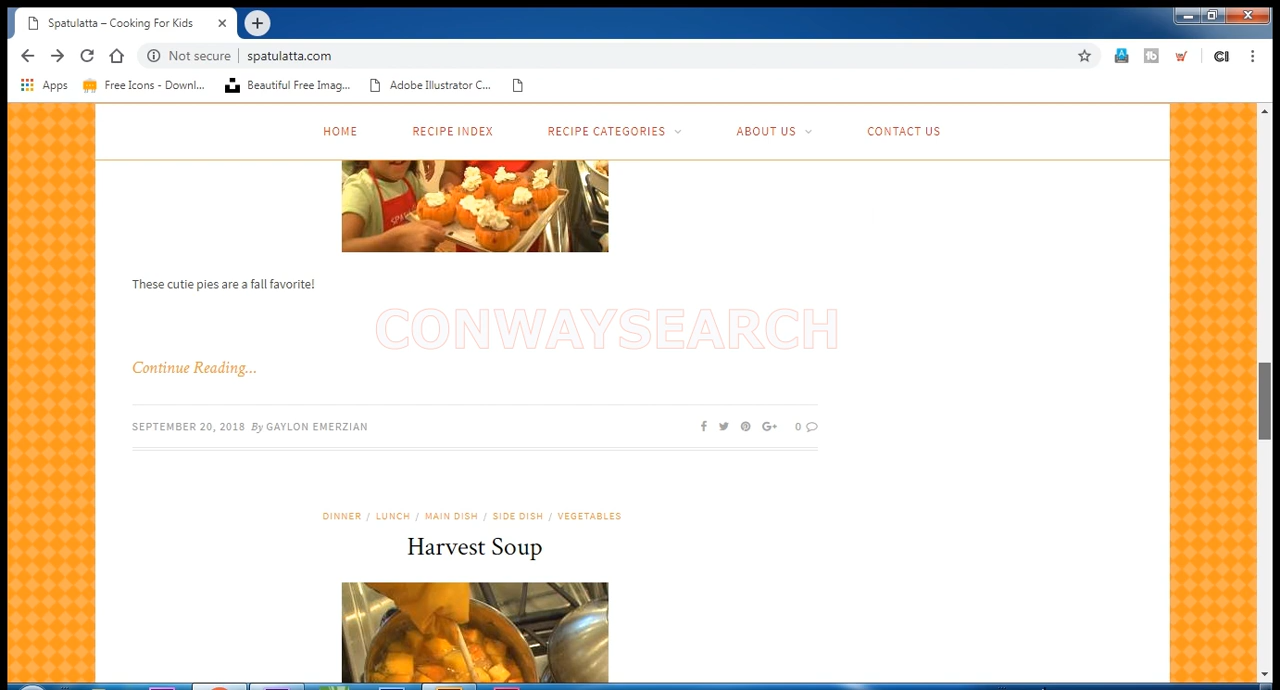 Spatulatta – Cooking For Kids
Not secure spatulatta.com
Apps Free Icons - Downl... Beautiful Free Imag... Adobe Illustrator C...
HOME RECIPE INDEX RECIPE CATEGORIES ABOUT US CONTACT US
These cutie pies are a fall favorite!
CONWAYSEARCH
Continue Reading...
SEPTEMBER 20, 2018 By GAYLON EMERZIAN 0
DINNER / LUNCH / MAIN DISH / SIDE DISH / VEGETABLES
Harvest Soup